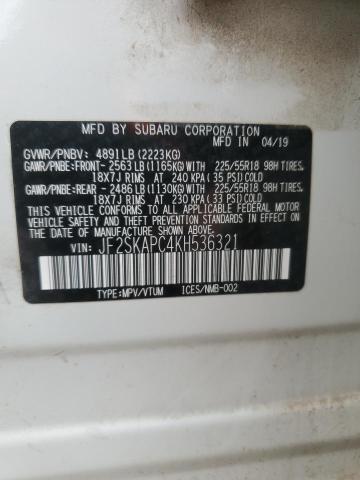 MFD BY SUBARU CORPORATION
MFD IN 04/19
GVWR/PNBV: 4891LB (2223KG)
GAWR/PNBE:FRONT- 2563LB (1165KG)WITH 225/55R18 98H TIRES,
18X7J RIMS AT 240 KPA (35 PSI)COLD
GAWR/PNBE:REAR - 2486LB (1130KG)WITH 225/55R18 98H TIRES,
18X7J RIMS AT 230 KPA (33 PSI)COLD
THIS VEHICLE CONFORMS TO ALL APPLICABLE FEDERAL MOTOR
VEHICLE SAFETY AND THEFT PREVENTION STANDARDS IN EFFECT
ON THE DATE OF MANUFACTURE SHOWN ABOVE.
VIN: JF2SKAPC4KH536321
TYPE:MPV/VTUM ICES/NMB-002